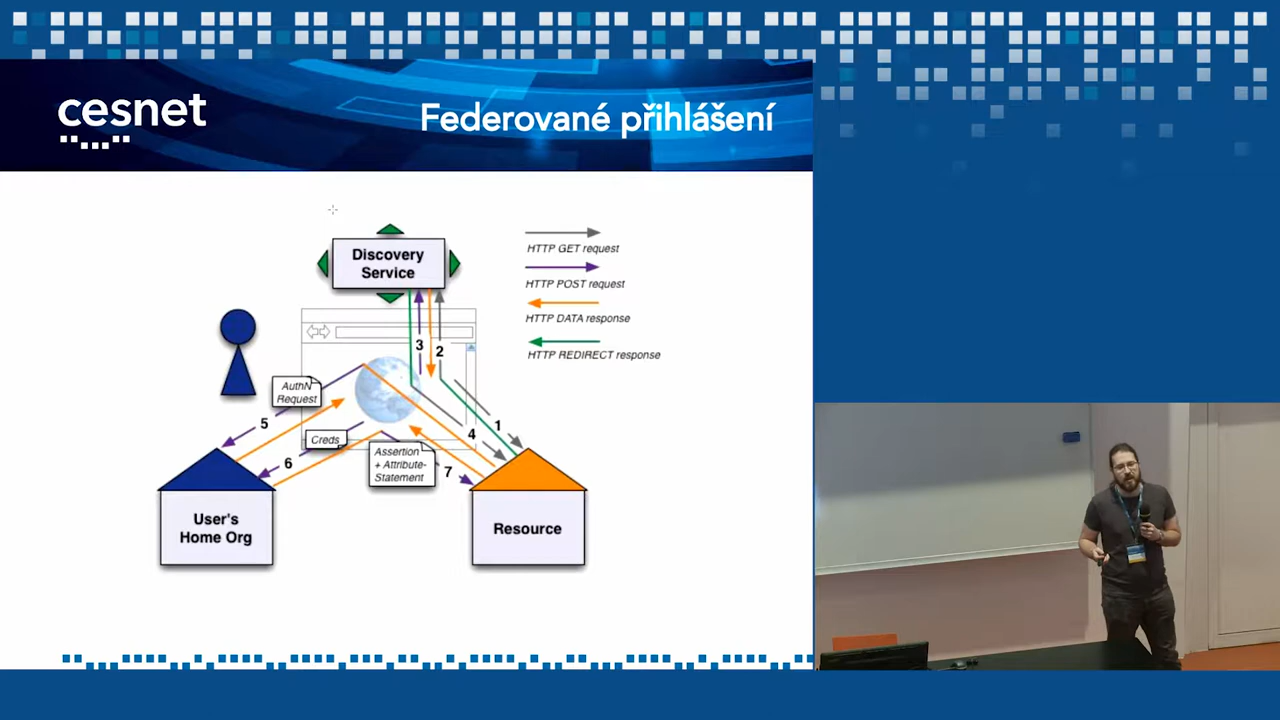 cesnet
Federované přihlášení
Discovery
Service
HTTP GET request
HTTP POST request
HTTP DATA response
HTTP REDIRECT response
3
2
AuthN
Request
5
4
1
Creds
6
Assertion
+ Attribute-
Statement
7
User's
Home Org
Resource